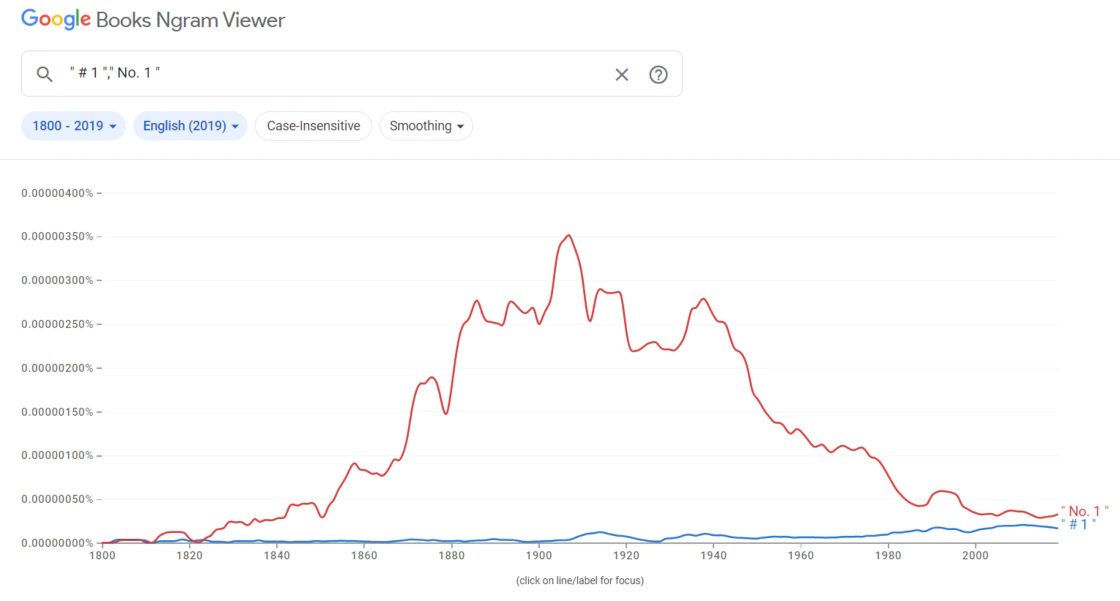 Google Books Ngram Viewer
" # 1 "," No. 1 "
1800 - 2019 English (2019) Case-Insensitive Smoothing
0.00000400%
0.00000350%
0.00000300%
0.00000250%
0.00000200%
0.00000150%
0.00000100%
0.00000050%
0.00000000%
" No. 1 "
" # 1 "
1800 1820 1840 1860 1880 1900 1920 1940 1960 1980 2000
(click on line/label for focus)